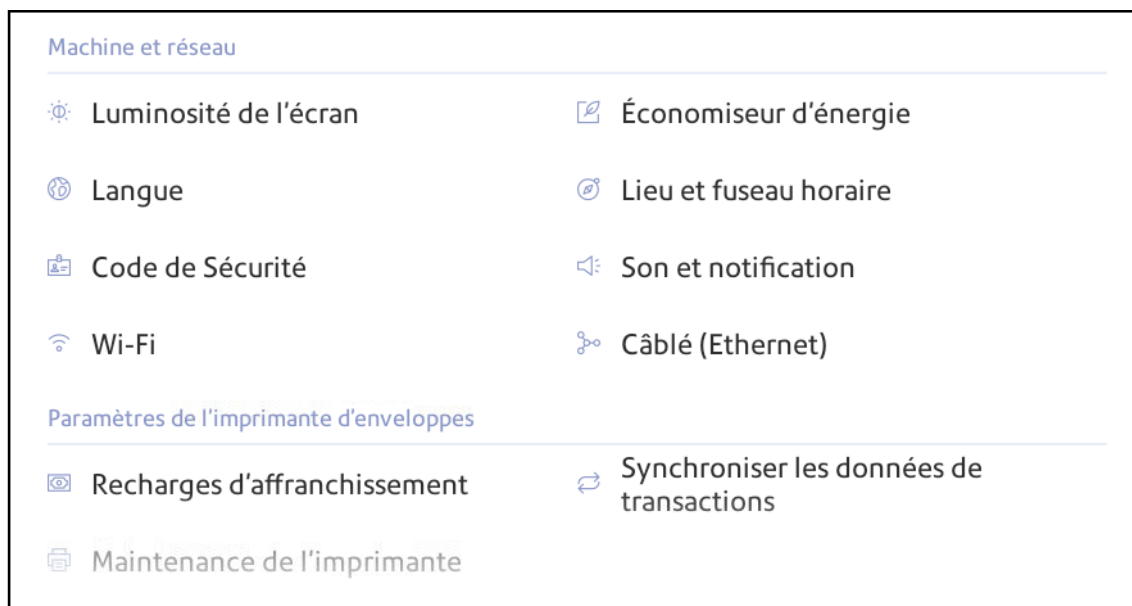 Machine et réseau
Luminosité de l'écran
Économiseur d'énergie
Langue
Lieu et fuseau horaire
Code de Sécurité
Son et notification
Wi-Fi
Câblé (Ethernet)
Paramètres de l'imprimante d'enveloppes
Recharges d'affranchissement
Synchroniser les données de
transactions
Maintenance de l'imprimante